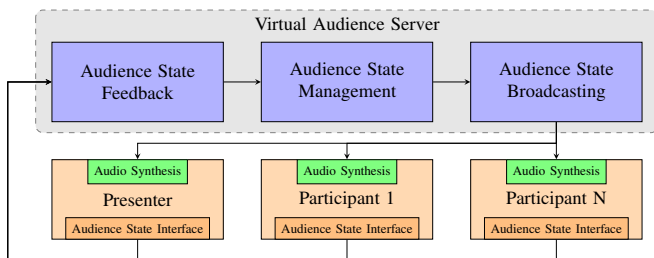 Virtual Audience Server
Audience State
Feedback
Audience State
Management
Audience State
Broadcasting
Audio Synthesis
Presenter
Audience State Interface
Audio Synthesis
Participant 1
Audience State Interface
Audio Synthesis
Participant N
Audience State Interface